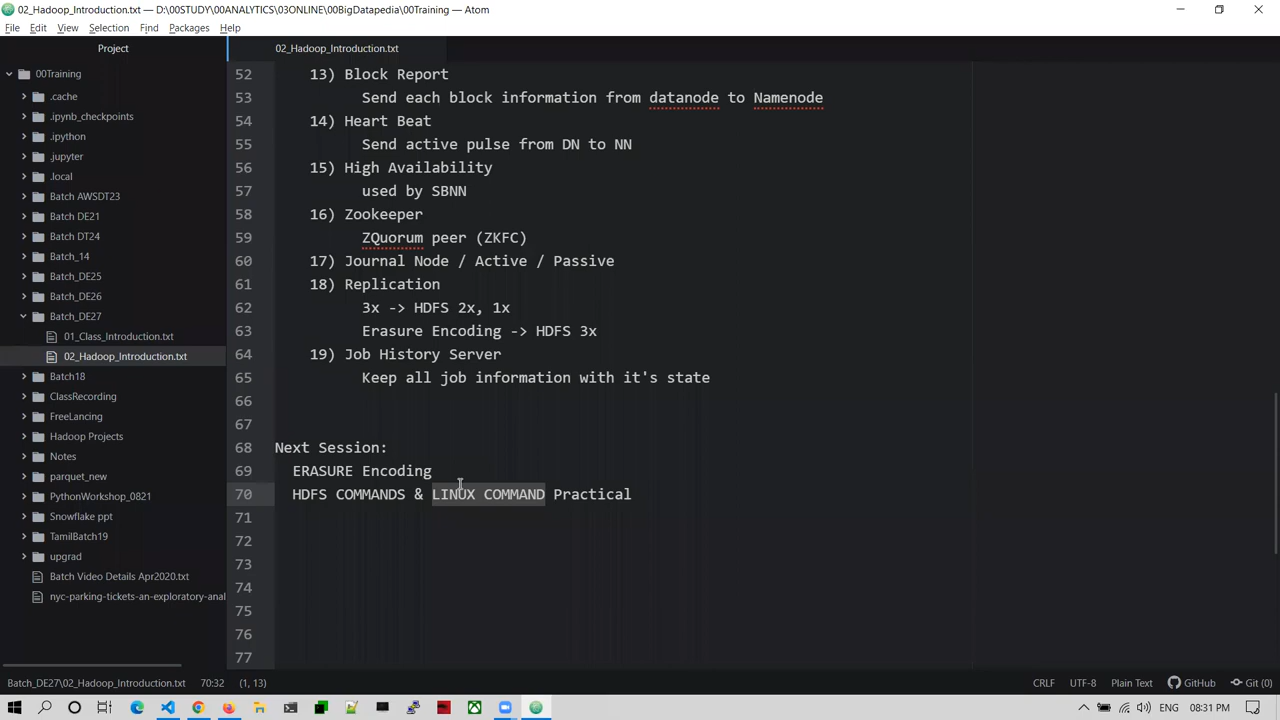 02_Hadoop_Introduction.txt — D:\00STUDY\00ANALYTICS\03ONLINE\00BigDatapedia\00Training — Atom
File Edit View Selection Find Packages Help
Project
02_Hadoop_Introduction.txt
00Training
.cache
.ipynb_checkpoints
.ipython
.jupyter
.local
Batch AWSDT23
Batch DE21
Batch DT24
Batch_14
Batch_DE25
Batch_DE26
Batch_DE27
01_Class_Introduction.txt
02_Hadoop_Introduction.txt
Batch18
ClassRecording
FreeLancing
Hadoop Projects
Notes
parquet_new
PythonWorkshop_0821
Snowflake ppt
TamilBatch19
upgrad
Batch Video Details Apr2020.txt
nyc-parking-tickets-an-exploratory-anal
52 13) Block Report
53 Send each block information from datanode to Namenode
54 14) Heart Beat
55 Send active pulse from DN to NN
56 15) High Availability
57 used by SBNN
58 16) Zookeeper
59 ZQuorum peer (ZKFC)
60 17) Journal Node / Active / Passive
61 18) Replication
62 3x -> HDFS 2x, 1x
63 Erasure Encoding -> HDFS 3x
64 19) Job History Server
65 Keep all job information with it's state
66
67
68 Next Session:
69 ERASURE Encoding
70 HDFS COMMANDS & LINUX COMMAND Practical
71
72
73
74
75
76
77
Batch_DE27\02_Hadoop_Introduction.txt 70:32 (1, 13) CRLF UTF-8 Plain Text GitHub Git (0)
ENG 08:31 PM